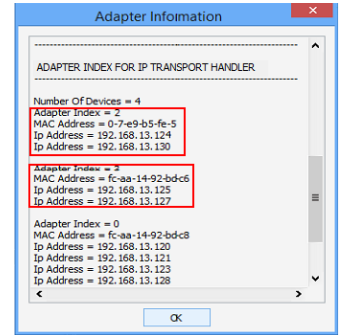 Adapter Information
ADAPTER INDEX FOR IP TRANSPORT HANDLER
Number Of Devices = 4
Adapter Index = 2
MAC Address = 0-7-e9-b5-fe-5
Ip Address = 192.168.13.124
Ip Address = 192.168.13.130
Adapter Index = 3
MAC Address = fc-aa-14-92-bd-c6
Ip Address = 192.168.13.125
Ip Address = 192.168.13.127
Adapter Index = 0
MAC Address = fc-aa-14-92-bd-c8
Ip Address = 192.168.13.120
Ip Address = 192.168.13.121
Ip Address = 192.168.13.123
Ip Address = 192.168.13.128
OK